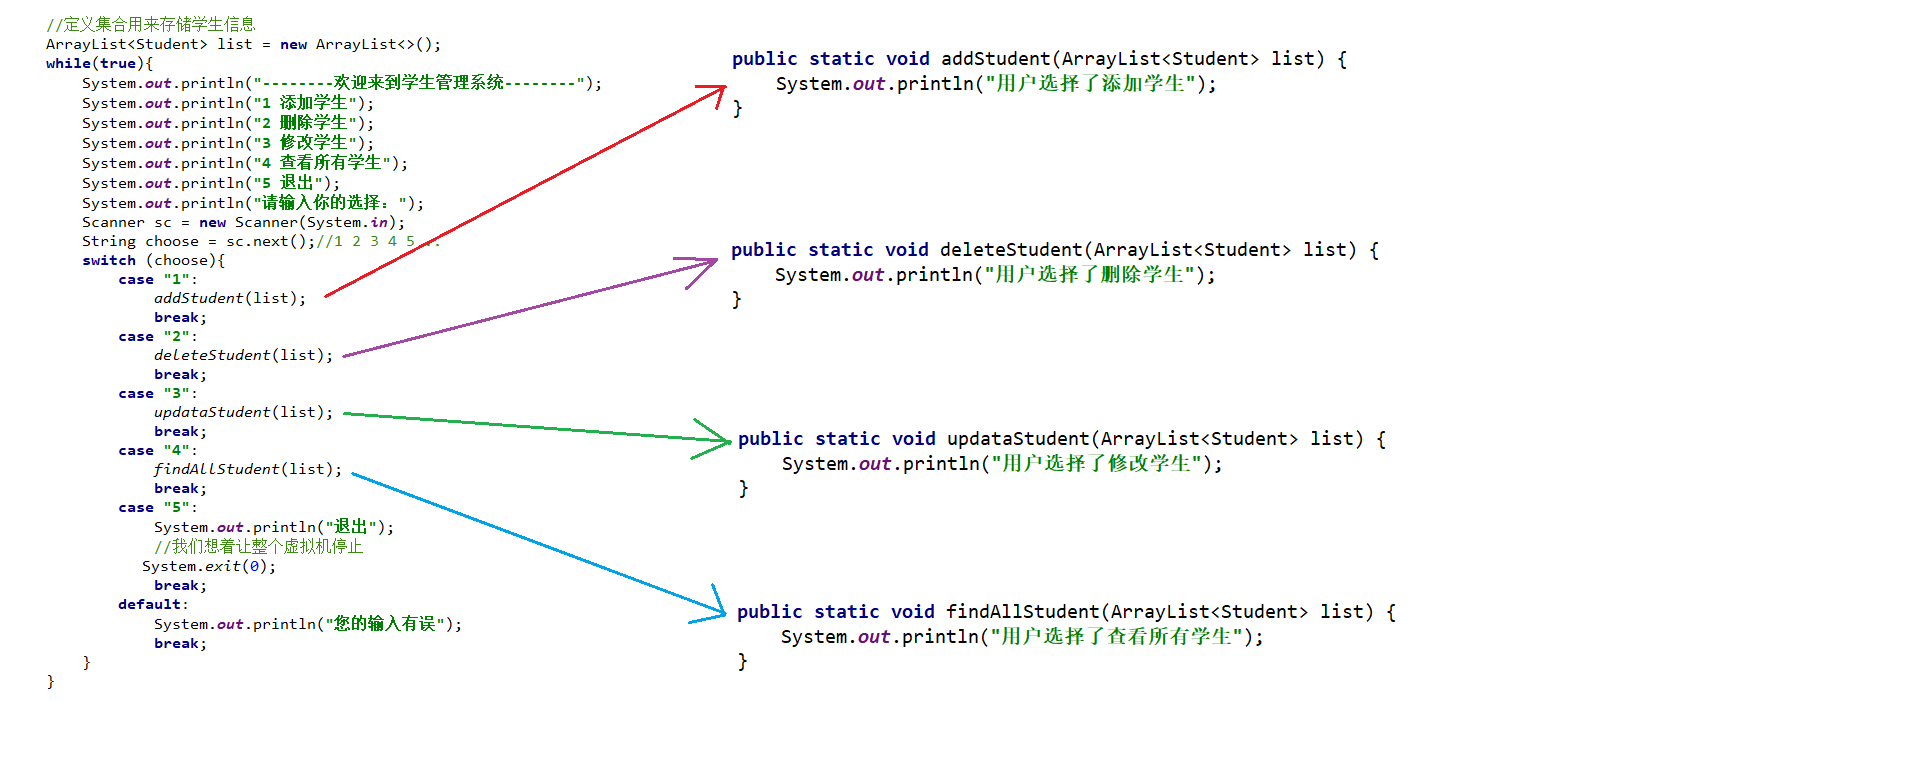 //定义集合用来存储学生信息
ArrayList<Student> list = new ArrayList<>();
while(true){
System.out.println("--------欢迎来到学生管理系统--------");
System.out.println("1 添加学生");
System.out.println("2 删除学生");
System.out.println("3 修改学生");
System.out.println("4 查看所有学生");
System.out.println("5 退出");
System.out.println("请输入你的选择：");
Scanner sc = new Scanner(System.in);
String choose = sc.next();//1 2 3 4 5 ..
switch (choose){
case "1":
addStudent(list);
break;
case "2":
deleteStudent(list);
break;
case "3":
updataStudent(list);
break;
case "4":
findAllStudent(list);
break;
case "5":
System.out.println("退出");
//我们想着让整个虚拟机停止
System.exit(0);
break;
default:
System.out.println("您的输入有误");
break;
}
}
public static void addStudent(ArrayList<Student> list) {
System.out.println("用户选择了添加学生");
}
public static void deleteStudent(ArrayList<Student> list) {
System.out.println("用户选择了删除学生");
}
public static void updataStudent(ArrayList<Student> list) {
System.out.println("用户选择了修改学生");
}
public static void findAllStudent(ArrayList<Student> list) {
System.out.println("用户选择了查看所有学生");
}